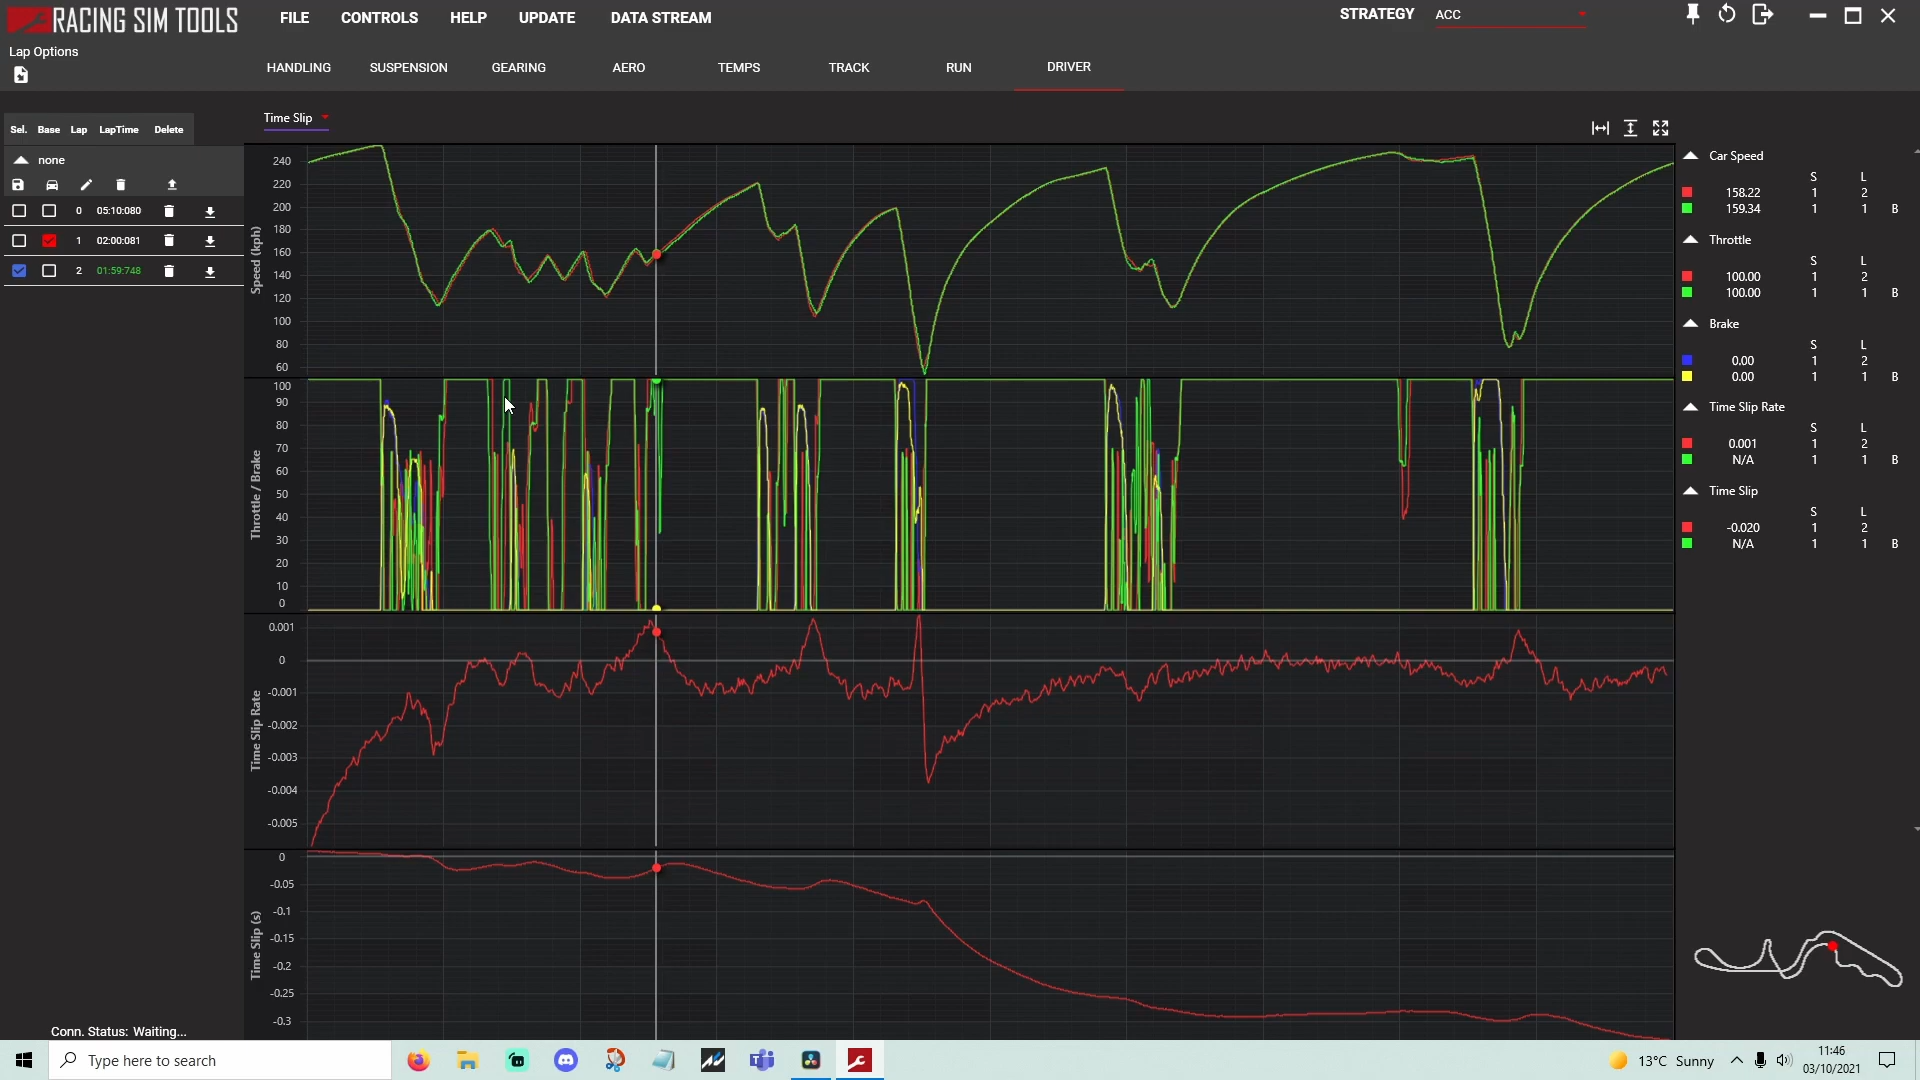 RACING SIM TOOLS
FILE CONTROLS HELP UPDATE DATA STREAM
STRATEGY ACC
Lap Options
HANDLING SUSPENSION GEARING AERO TEMPS TRACK RUN DRIVER
Sel. Base Lap LapTime Delete
none
0 05:10:080
1 02:00:081
2 01:59:748
Time Slip
Speed (kph)
240
220
200
180
160
140
120
100
80
60
Throttle / Brake
100
90
80
70
60
50
40
30
20
10
0
Time Slip Rate
0.001
0
-0.001
-0.002
-0.003
-0.004
-0.005
Time Slip (s)
0
-0.05
-0.1
-0.15
-0.2
-0.25
-0.3
Car Speed
S L
158.22 1 2
159.34 1 1 B
Throttle
S L
100.00 1 2
100.00 1 1 B
Brake
S L
0.00 1 2
0.00 1 1 B
Time Slip Rate
S L
0.001 1 2
N/A 1 1 B
Time Slip
S L
-0.020 1 2
N/A 1 1 B
Conn. Status: Waiting...
Type here to search
13°C Sunny
11:46
03/10/2021